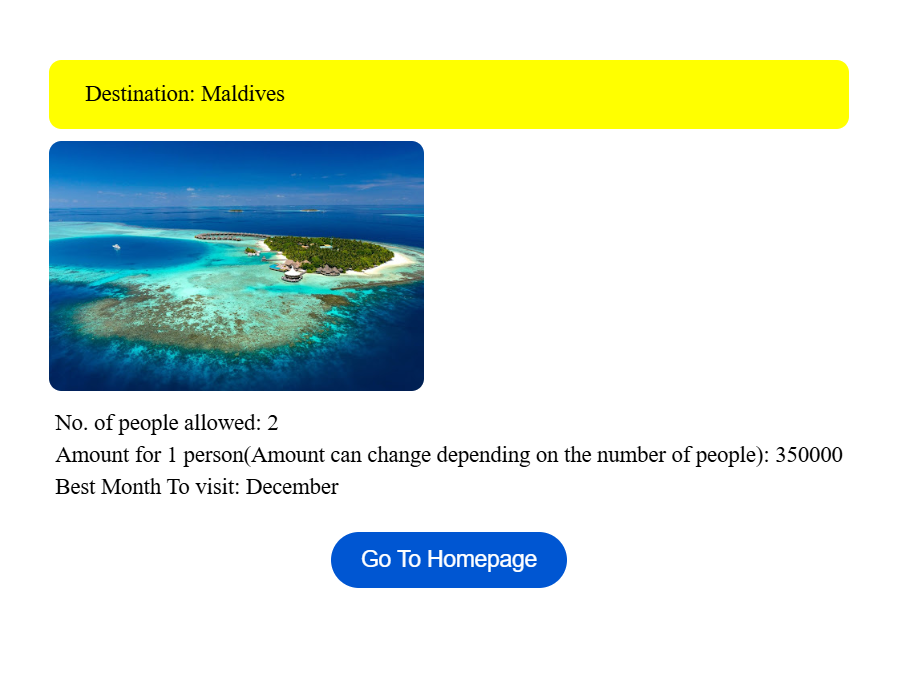 Destination: Maldives
No. of people allowed: 2
Amount for 1 person(Amount can change depending on the number of people): 350000
Best Month To visit: December
Go To Homepage